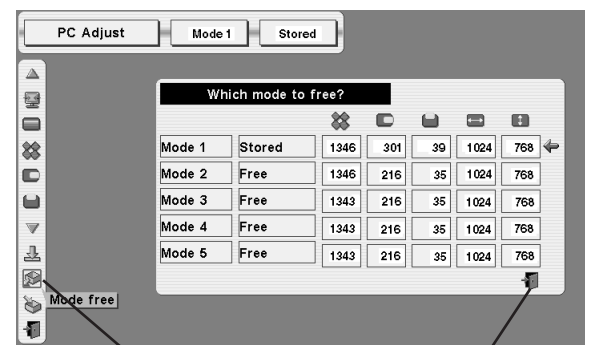 PC Adjust Mode 1 Stored
Which mode to free?
Mode 1 Stored 1346 301 39 1024 768
Mode 2 Free 1346 216 35 1024 768
Mode 3 Free 1343 216 35 1024 768
Mode 4 Free 1343 216 35 1024 768
Mode 5 Free 1343 216 35 1024 768
Mode free